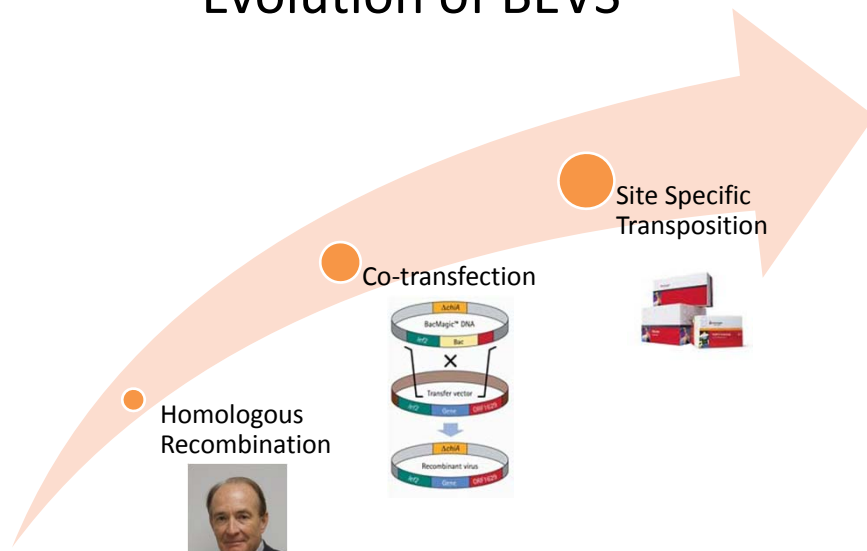 Evolution of BEVS
Site Specific
Transposition
Co-transfection
ΔchiA
BacMagic™ DNA
lef2 Bac
×
Transfer vector
lef2 Gene ORF1629
ΔchiA
Recombinant virus
lef2 Gene ORF1629
Homologous
Recombination